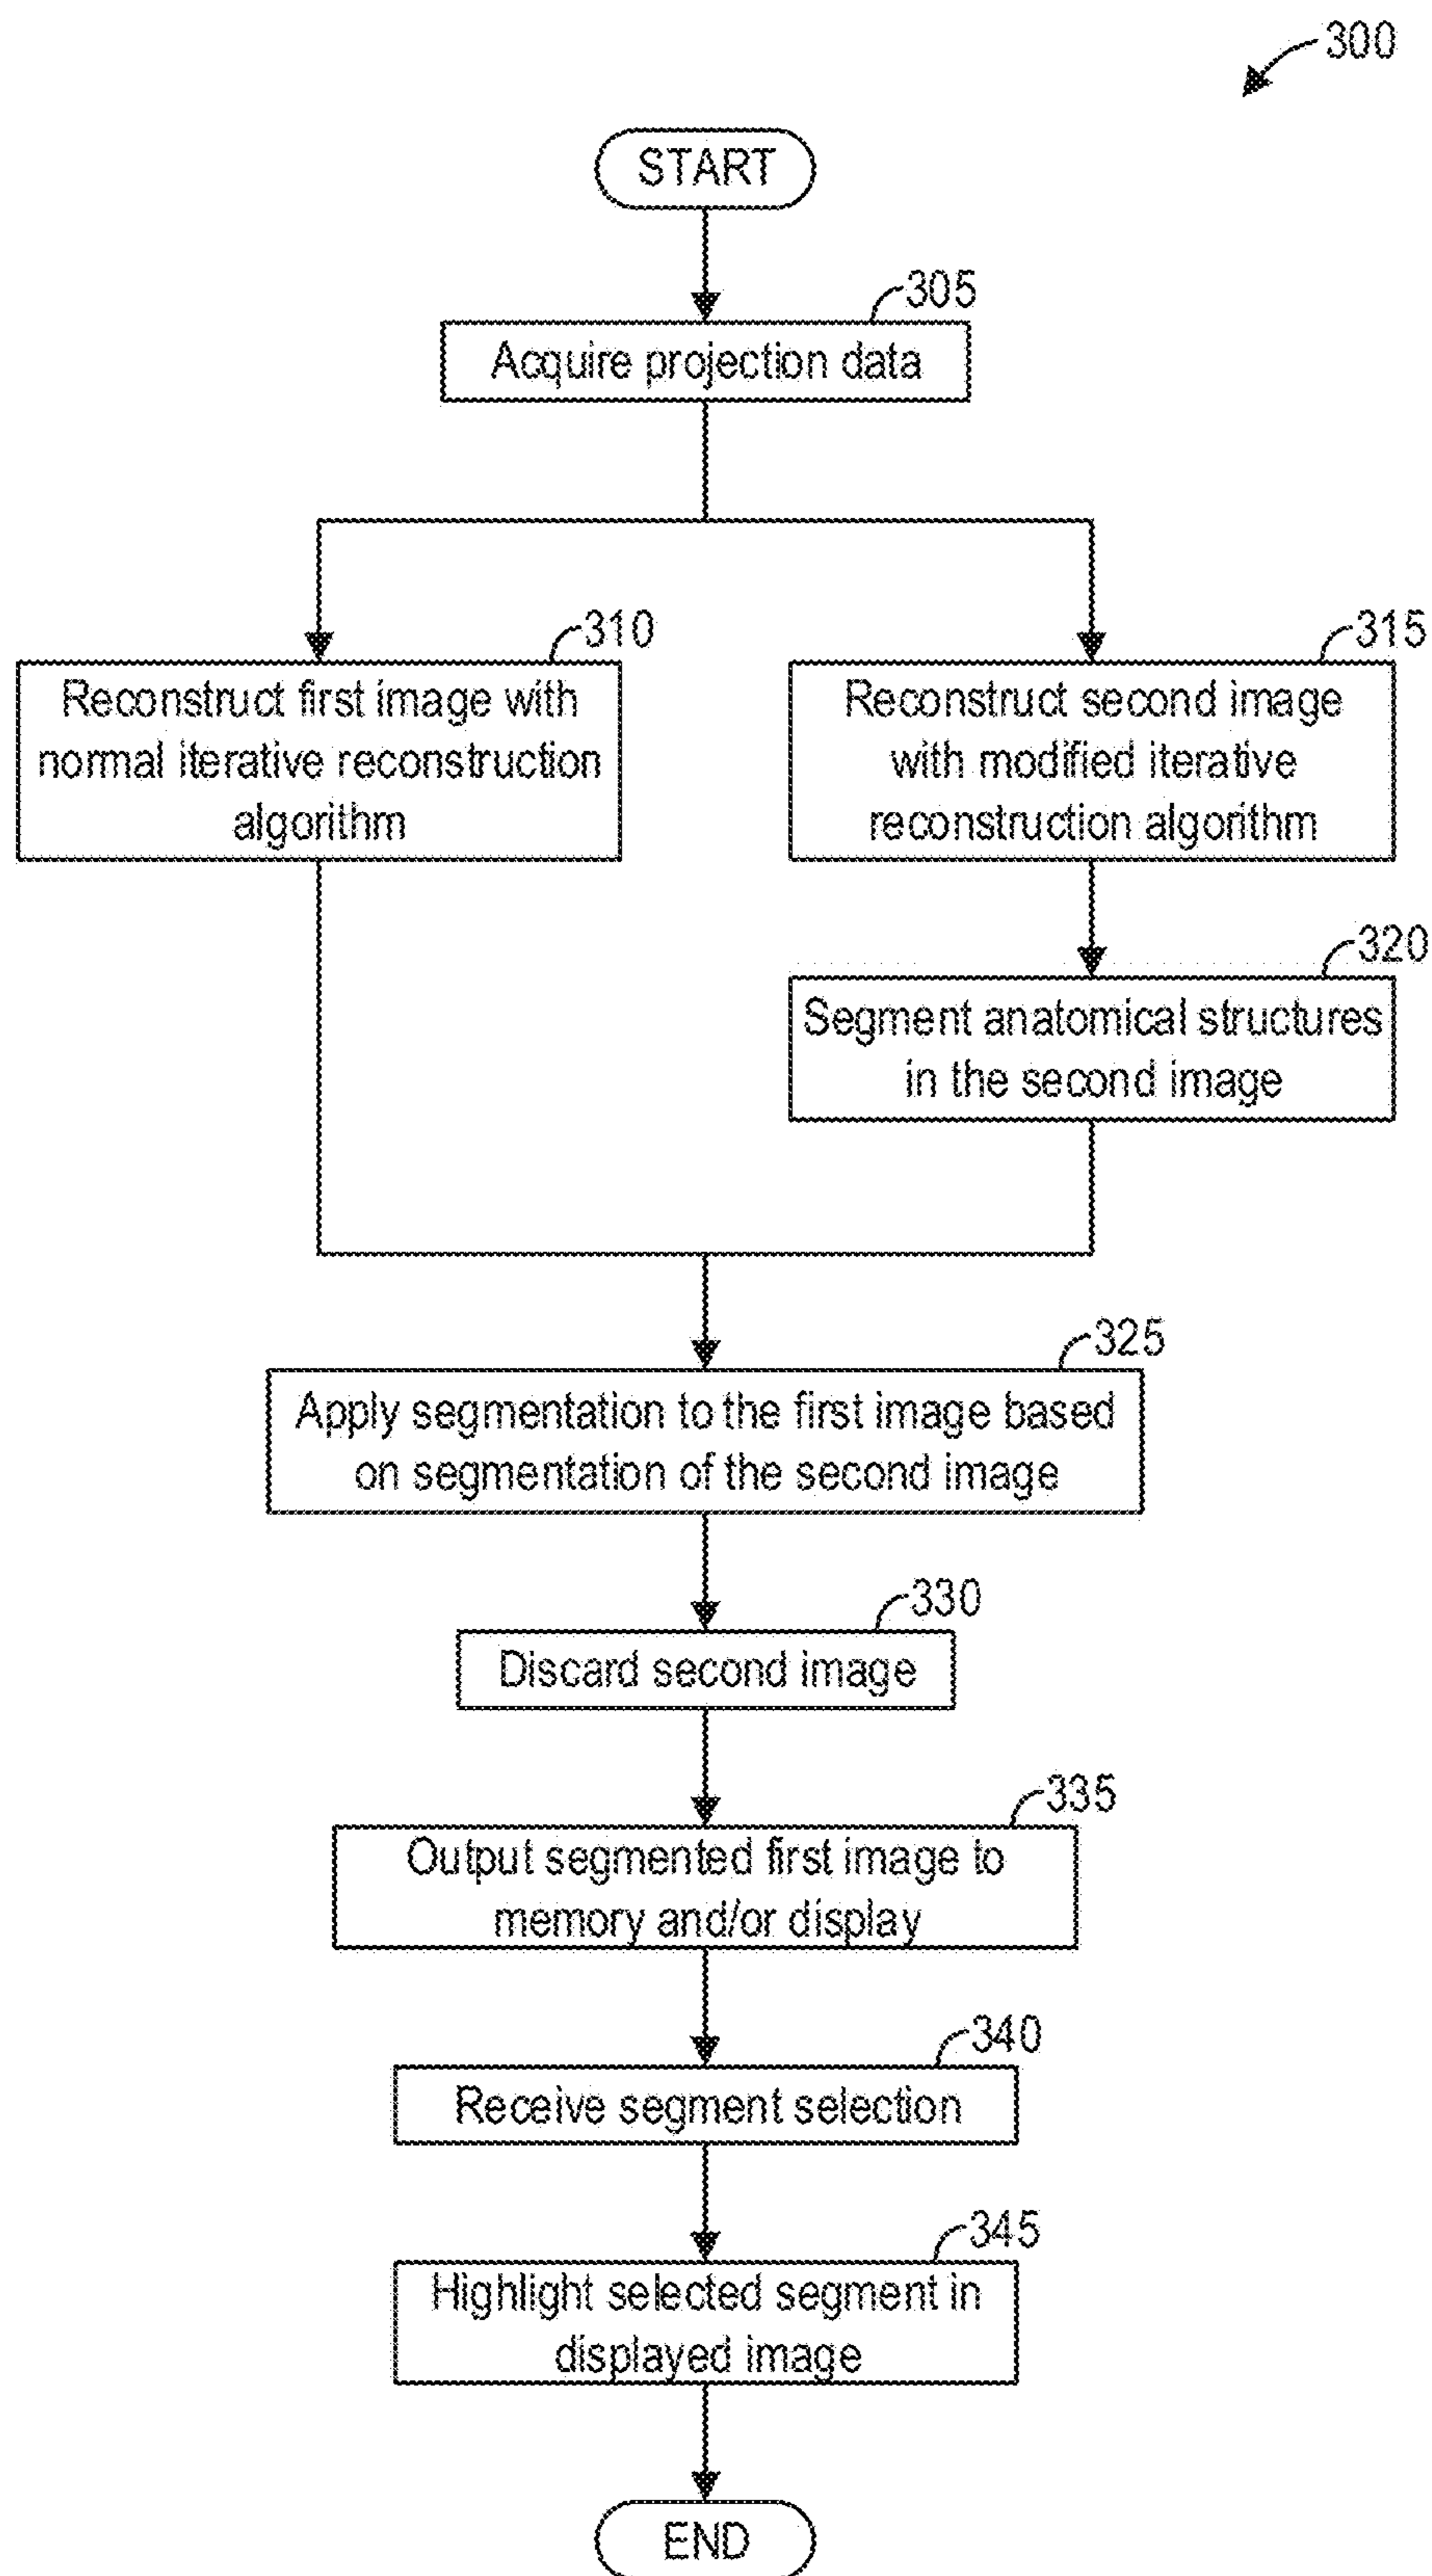 300
START
305
Acquire projection data
310
Reconstruct first image with
normal iterative reconstruction
algorithm
315
Reconstruct second image
with modified iterative
reconstruction algorithm
320
Segment anatomical structures
in the second image
325
Apply segmentation to the first image based
on segmentation of the second image
330
Discard second image
335
Output segmented first image to
memory and/or display
340
Receive segment selection
345
Highlight selected segment in
displayed image
END